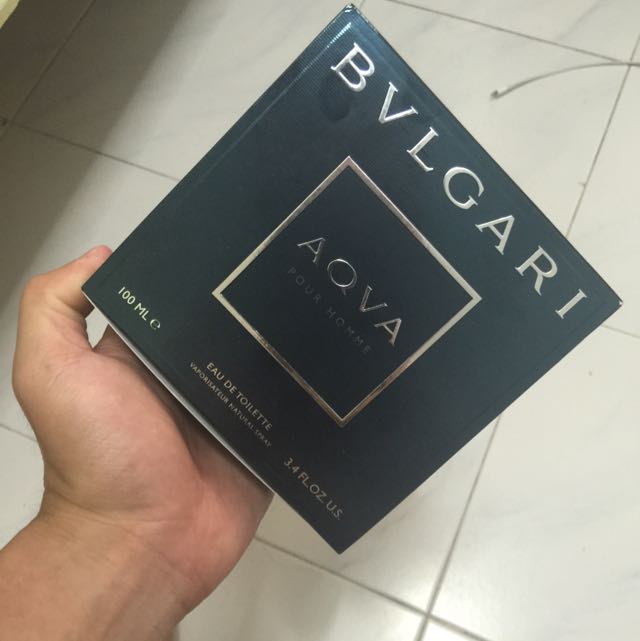 BVLGARI
AQVA
POUR HOMME
100 ML e
EAU DE TOILETTE
VAPORISATEUR NATURAL SPRAY
3.4 FL.OZ. U.S.